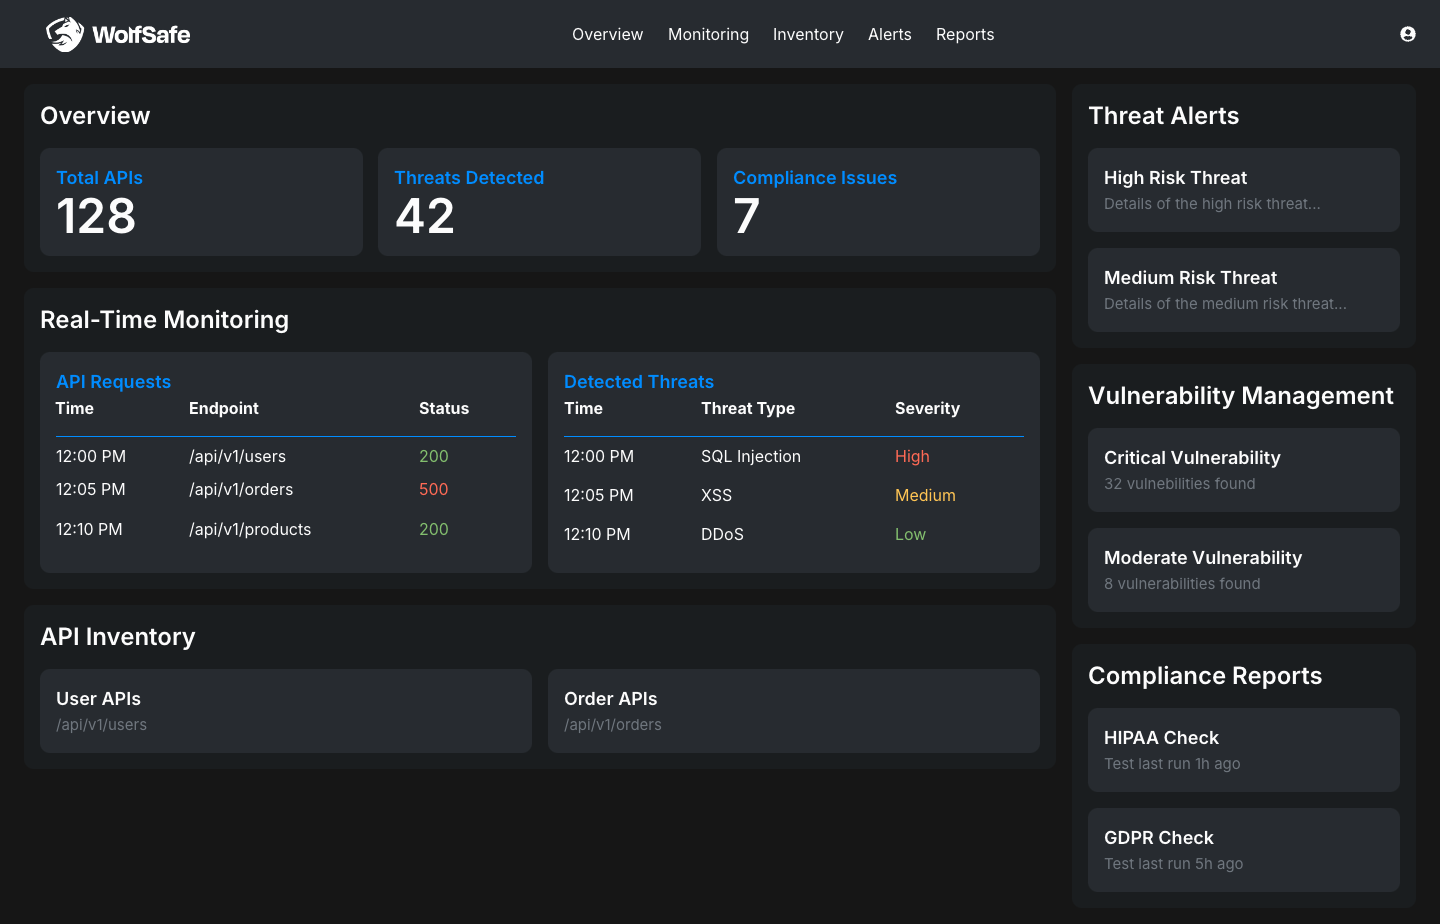 WolfSafe
Overview Monitoring Inventory Alerts Reports
Overview
Total APIs
128
Threats Detected
42
Compliance Issues
7
Real-Time Monitoring
API Requests
Time Endpoint Status
12:00 PM /api/v1/users 200
12:05 PM /api/v1/orders 500
12:10 PM /api/v1/products 200
Detected Threats
Time Threat Type Severity
12:00 PM SQL Injection High
12:05 PM XSS Medium
12:10 PM DDoS Low
API Inventory
User APIs
/api/v1/users
Order APIs
/api/v1/orders
Threat Alerts
High Risk Threat
Details of the high risk threat...
Medium Risk Threat
Details of the medium risk threat...
Vulnerability Management
Critical Vulnerability
32 vulnebilities found
Moderate Vulnerability
8 vulnerabilities found
Compliance Reports
HIPAA Check
Test last run 1h ago
GDPR Check
Test last run 5h ago